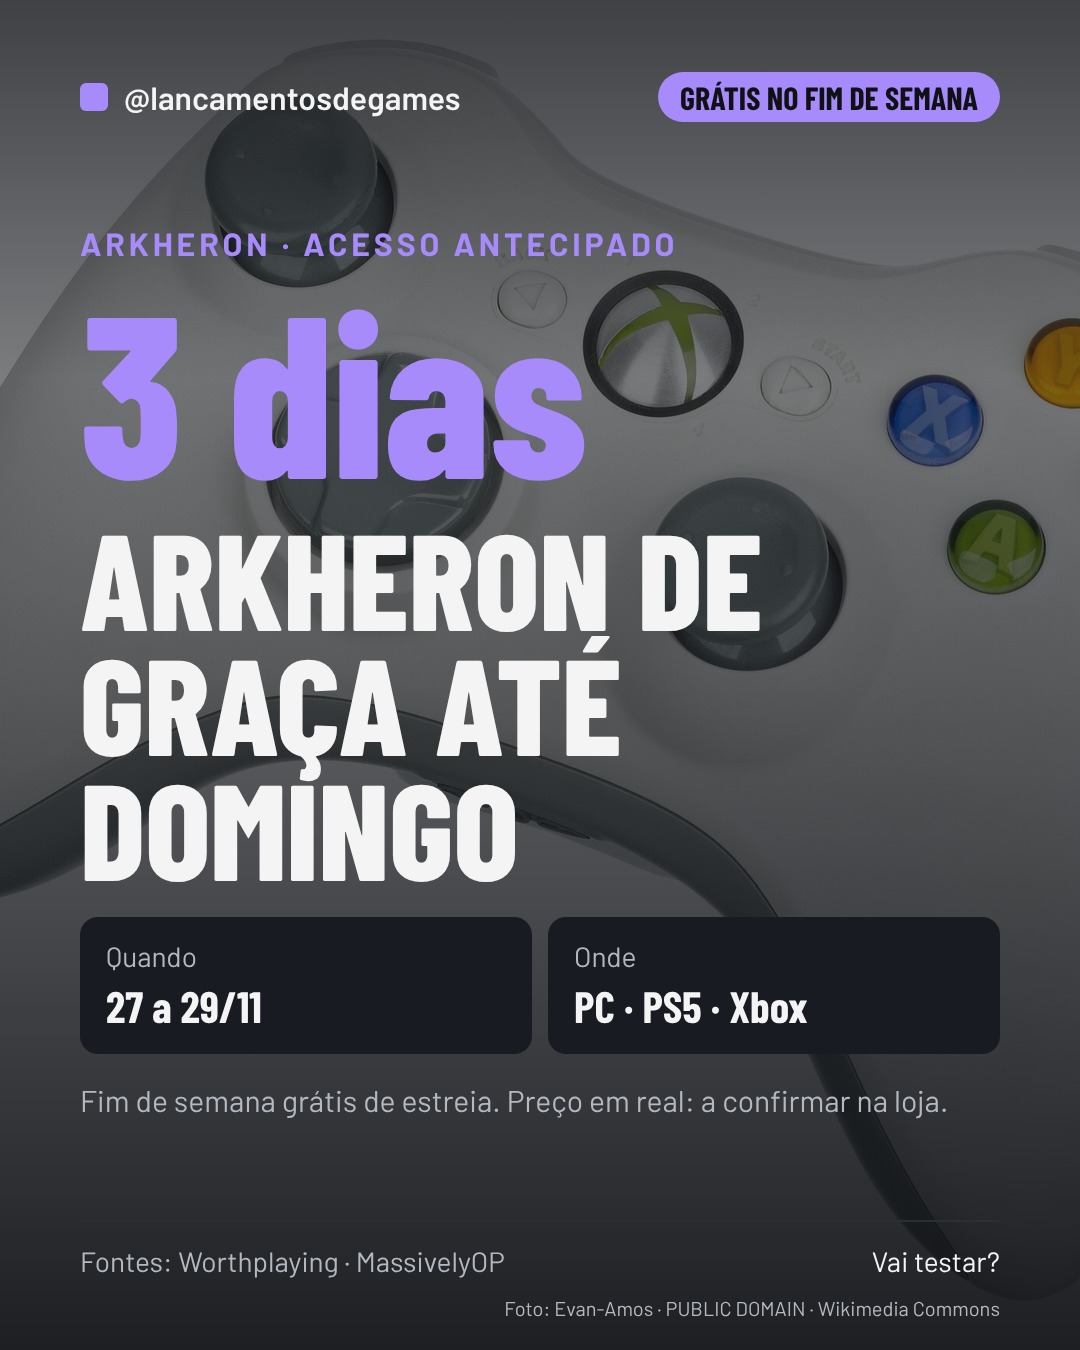 @lancamentosdegames
GRÁTIS NO FIM DE SEMANA
ARKHERON · ACESSO ANTECIPADO
3 dias
ARKHERON DE
GRAÇA ATÉ
DOMINGO
Quando
27 a 29/11
Onde
PC · PS5 · Xbox
Fim de semana grátis de estreia. Preço em real: a confirmar na loja.
Fontes: Worthplaying · MassivelyOP
Vai testar?
Foto: Evan-Amos · PUBLIC DOMAIN · Wikimedia Commons
START
X
Y
A